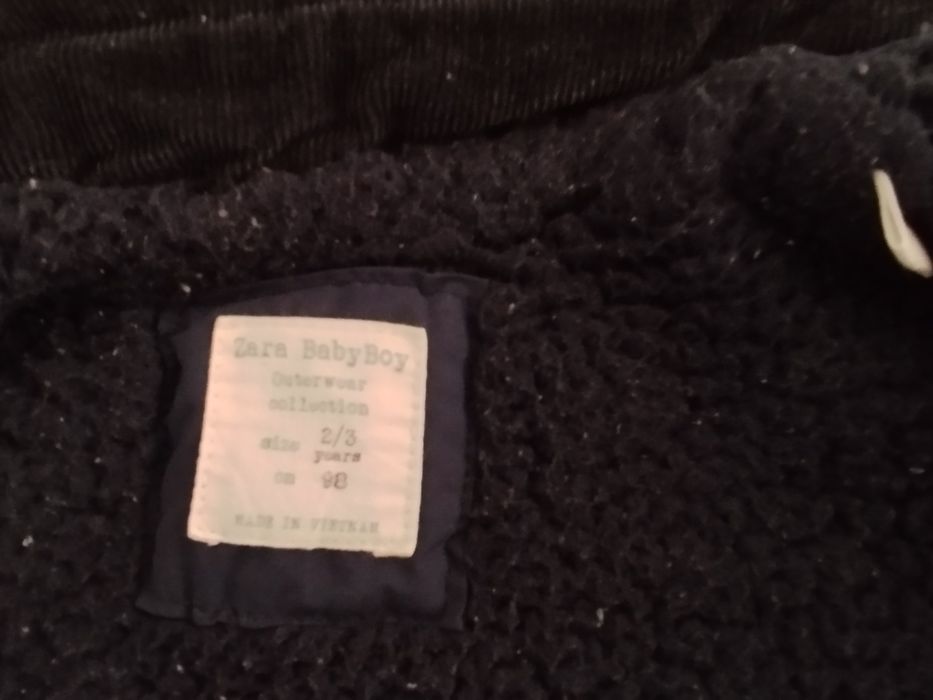 Zara BabyBoy
Outerwear
collection
size 2/3
years
cm 98
MADE IN VIETNAM